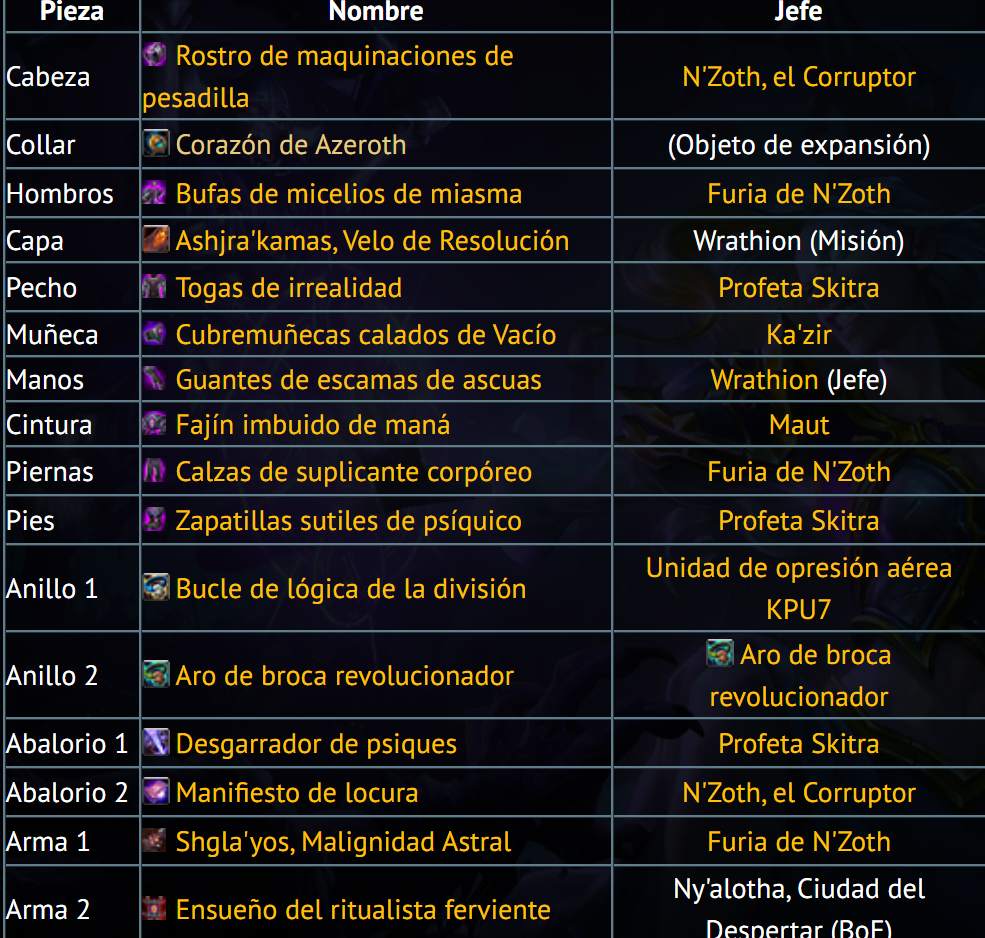 Pieza Nombre Jefe
Cabeza Rostro de maquinaciones de pesadilla N'Zoth, el Corruptor
Collar Corazón de Azeroth (Objeto de expansión)
Hombros Bufas de micelios de miasma Furia de N'Zoth
Capa Ashjra'kamas, Velo de Resolución Wrathion (Misión)
Pecho Togas de irrealidad Profeta Skitra
Muñeca Cubremuñecas calados de Vacío Ka'zir
Manos Guantes de escamas de ascuas Wrathion (Jefe)
Cintura Fajín imbuido de maná Maut
Piernas Calzas de suplicante corpóreo Furia de N'Zoth
Pies Zapatillas sutiles de psíquico Profeta Skitra
Anillo 1 Bucle de lógica de la división Unidad de opresión aérea KPU7
Anillo 2 Aro de broca revolucionador Aro de broca revolucionador
Abalorio 1 Desgarrador de psiques Profeta Skitra
Abalorio 2 Manifiesto de locura N'Zoth, el Corruptor
Arma 1 Shgla'yos, Malignidad Astral Furia de N'Zoth
Arma 2 Ensueño del ritualista ferviente Ny'alotha, Ciudad del Despertar (BoE)